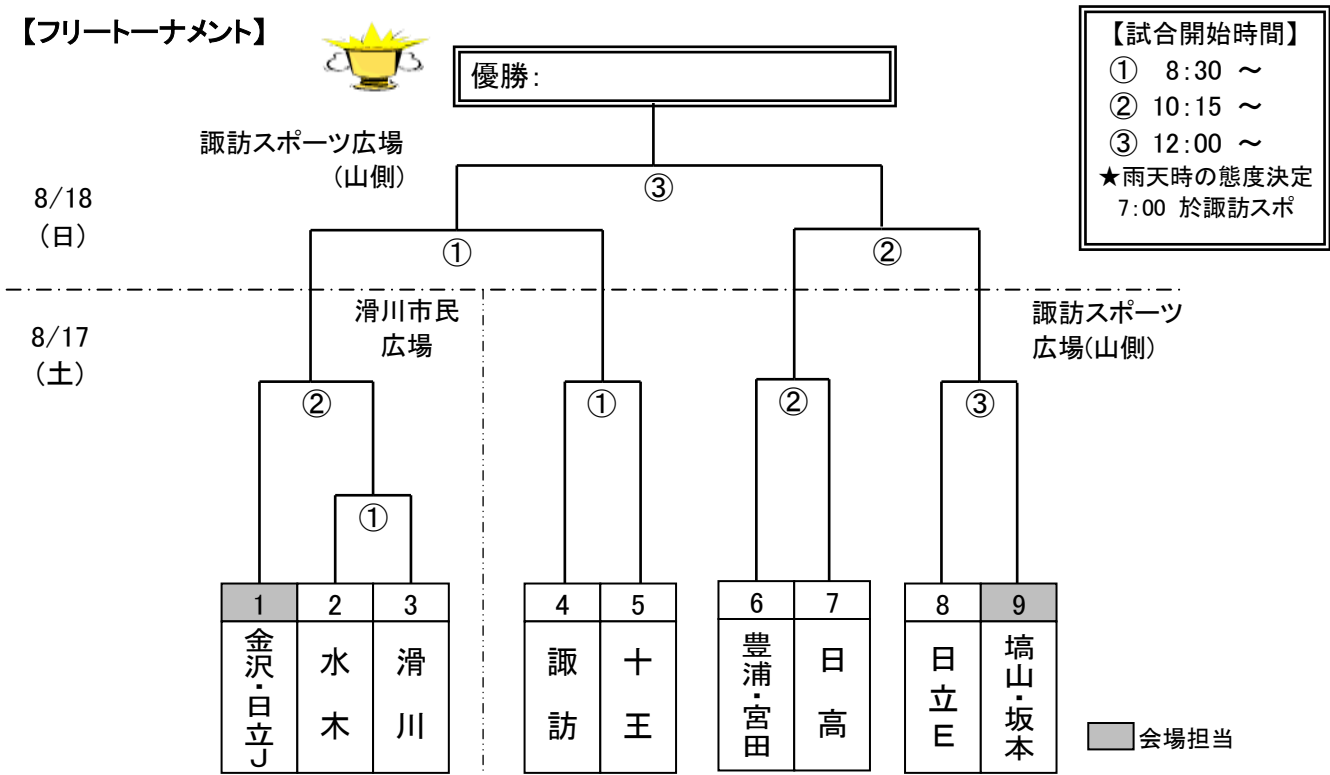 【フリートーナメント】
優勝：
【試合開始時間】
① 8:30 ～
② 10:15 ～
③ 12:00 ～
★雨天時の態度決定
7:00 於諏訪スポ
諏訪スポーツ広場
(山側)
③
8/18
(日)
①
②
8/17
(土)
滑川市民
広場
諏訪スポーツ
広場(山側)
②
①
②
③
①
1
2
3
4
5
6
7
8
9
金沢・日立J
水木
滑川
諏訪
十王
豊浦・宮田
日高
日立E
塙山・坂本
会場担当